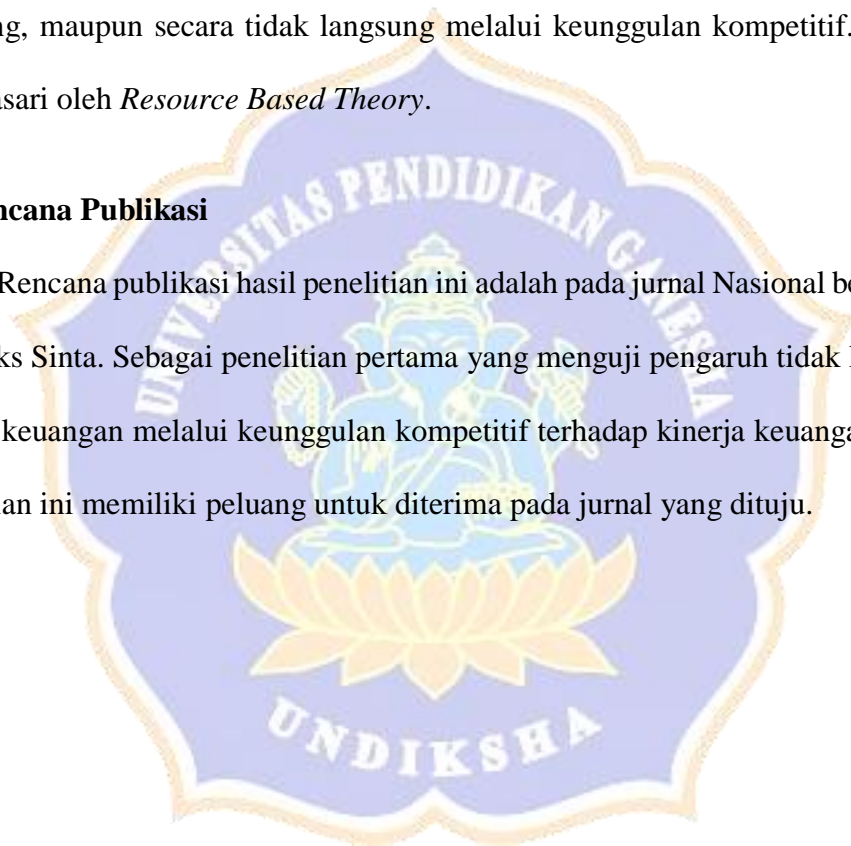 ng, maupun secara tidak langsung melalui keunggulan kompetitif.
asari oleh Resource Based Theory.
ncana Publikasi
Rencana publikasi hasil penelitian ini adalah pada jurnal Nasional be
ks Sinta. Sebagai penelitian pertama yang menguji pengaruh tidak l
keuangan melalui keunggulan kompetitif terhadap kinerja keuanga
an ini memiliki peluang untuk diterima pada jurnal yang dituju.
UNIVERSITAS PENDIDIKAN GANESHA
UNDIKSHA